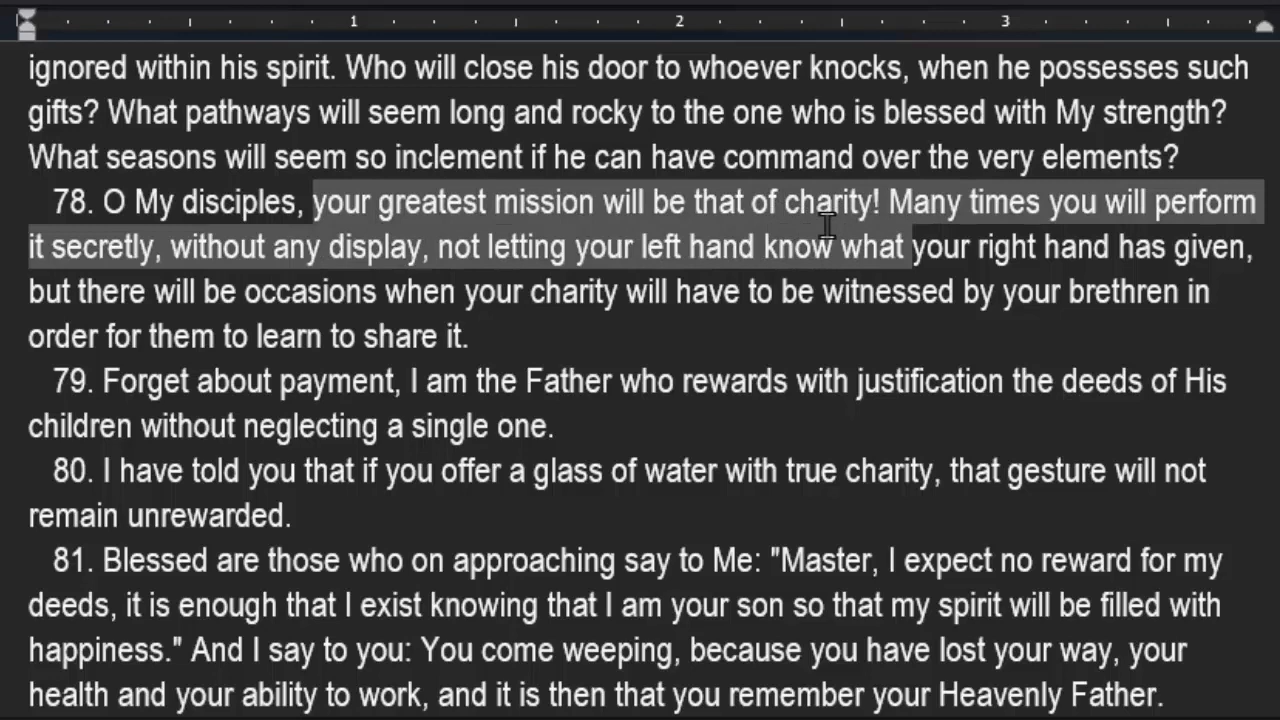 1 2 3
ignored within his spirit. Who will close his door to whoever knocks, when he possesses such
gifts? What pathways will seem long and rocky to the one who is blessed with My strength?
What seasons will seem so inclement if he can have command over the very elements?
78. O My disciples, your greatest mission will be that of charity! Many times you will perform
it secretly, without any display, not letting your left hand know what your right hand has given,
but there will be occasions when your charity will have to be witnessed by your brethren in
order for them to learn to share it.
79. Forget about payment, I am the Father who rewards with justification the deeds of His
children without neglecting a single one.
80. I have told you that if you offer a glass of water with true charity, that gesture will not
remain unrewarded.
81. Blessed are those who on approaching say to Me: "Master, I expect no reward for my
deeds, it is enough that I exist knowing that I am your son so that my spirit will be filled with
happiness." And I say to you: You come weeping, because you have lost your way, your
health and your ability to work, and it is then that you remember your Heavenly Father.